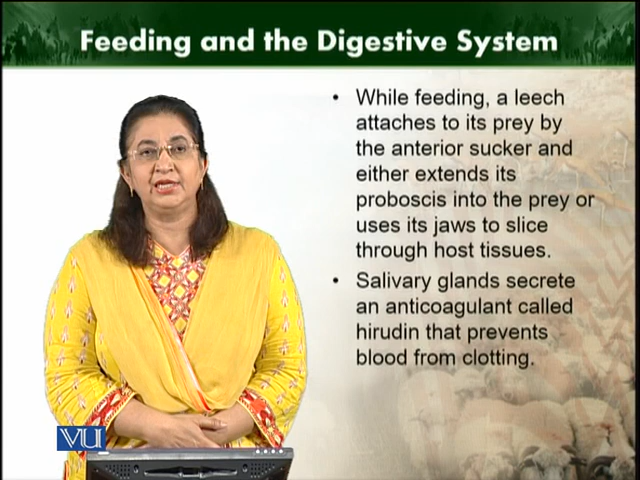 Feeding and the Digestive System
• While feeding, a leech
attaches to its prey by
the anterior sucker and
either extends its
proboscis into the prey or
uses its jaws to slice
through host tissues.
• Salivary glands secrete
an anticoagulant called
hirudin that prevents
blood from clotting.
VU